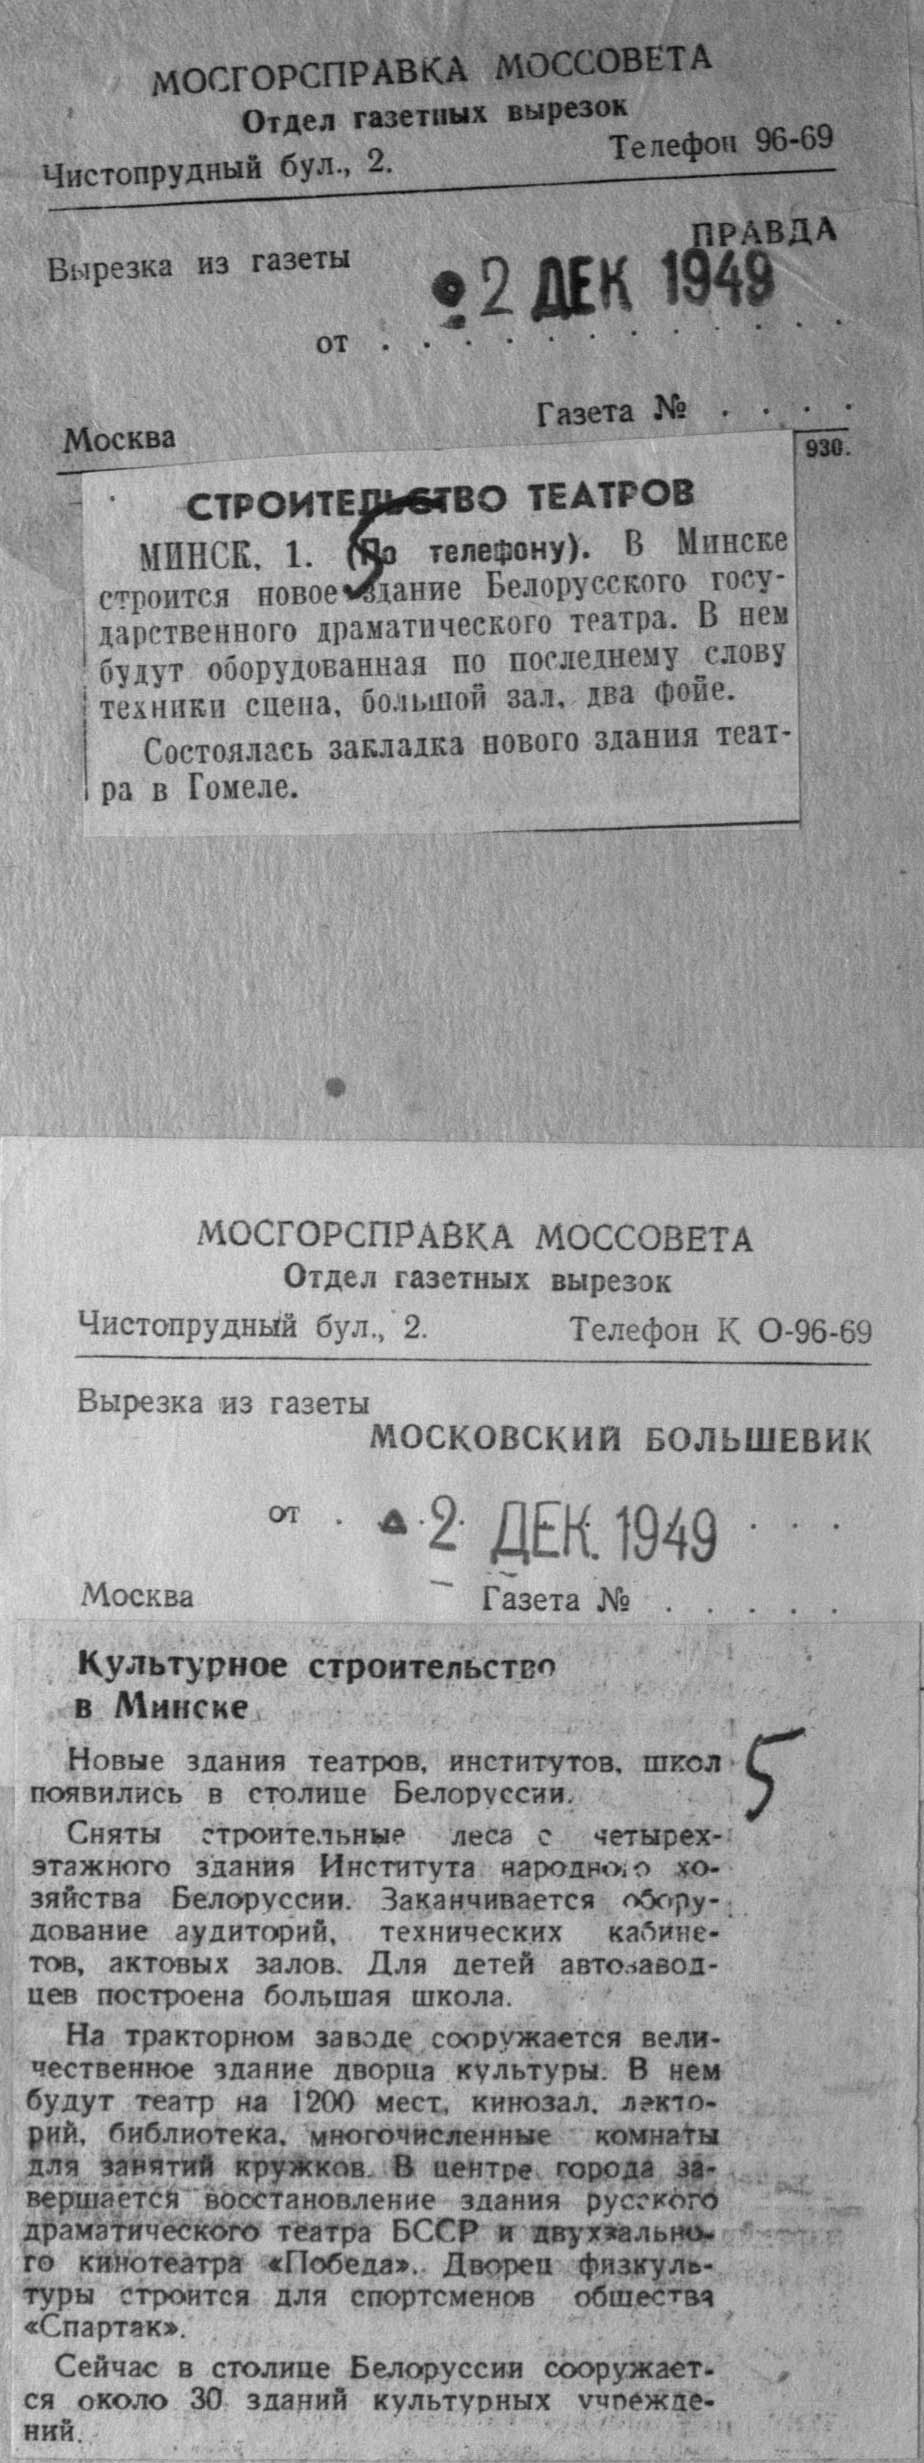 МОСГОРСПРАВКА МОССОВЕТА
Отдел газетных вырезок
Чистопрудный бул., 2. Телефон 96-69
Вырезка из газеты ПРАВДА
2 ДЕК 1949
от . . . . . . . . . . . .
Москва Газета № . . . .
930.
СТРОИТЕЛЬСТВО ТЕАТРОВ
МИНСК, 1. (По телефону). В Минске
строится новое здание Белорусского госу-
дарственного драматического театра. В нем
будут оборудованная по последнему слову
техники сцена, большой зал, два фойе.
Состоялась закладка нового здания теат-
ра в Гомеле.
5
МОСГОРСПРАВКА МОССОВЕТА
Отдел газетных вырезок
Чистопрудный бул., 2. Телефон К 0-96-69
Вырезка из газеты
МОСКОВСКИЙ БОЛЬШЕВИК
от . 2 ДЕК. 1949 . . .
Москва Газета № . . . . .
Культурное строительство
в Минске
Новые здания театров, институтов, школ
появились в столице Белоруссии.
5
Сняты строительные леса с четырех-
этажного здания Института народного хо-
зяйства Белоруссии. Заканчивается обору-
дование аудиторий, технических кабине-
тов, актовых залов. Для детей автозавод-
цев построена большая школа.
На тракторном заводе сооружается вели-
чественное здание дворца культуры. В нем
будут театр на 1200 мест, кинозал, лекто-
рий, библиотека, многочисленные комнаты
для занятий кружков. В центре города за-
вершается восстановление здания русского
драматического театра БССР и двухзально-
го кинотеатра «Победа». Дворец физкуль-
туры строится для спортсменов общества
«Спартак».
Сейчас в столице Белоруссии сооружает-
ся около 30 зданий культурных учрежде-
ний.